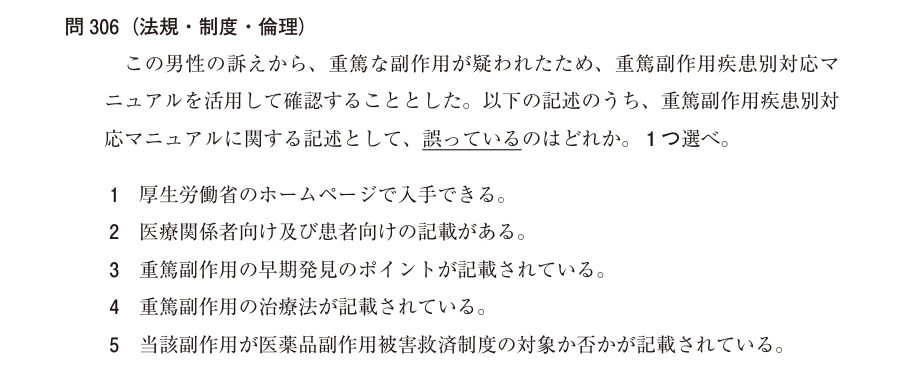 問 306 (法規・制度・倫理)
この男性の訴えから、重篤な副作用が疑われたため、重篤副作用疾患別対応マ
ニュアルを活用して確認することとした。以下の記述のうち、重篤副作用疾患別対
応マニュアルに関する記述として、誤っているのはどれか。1つ選べ。
1 厚生労働省のホームページで入手できる。
2 医療関係者向け及び患者向けの記載がある。
3 重篤副作用の早期発見のポイントが記載されている。
4 重篤副作用の治療法が記載されている。
5 当該副作用が医薬品副作用被害救済制度の対象か否かが記載されている。